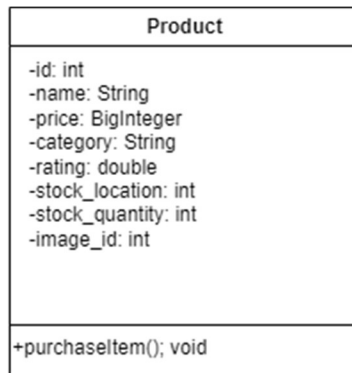 Product
-id: int
-name: String
-price: BigInteger
-category: String
-rating: double
-stock_location: int
-stock_quantity: int
-image_id: int
+purchaseItem(); void